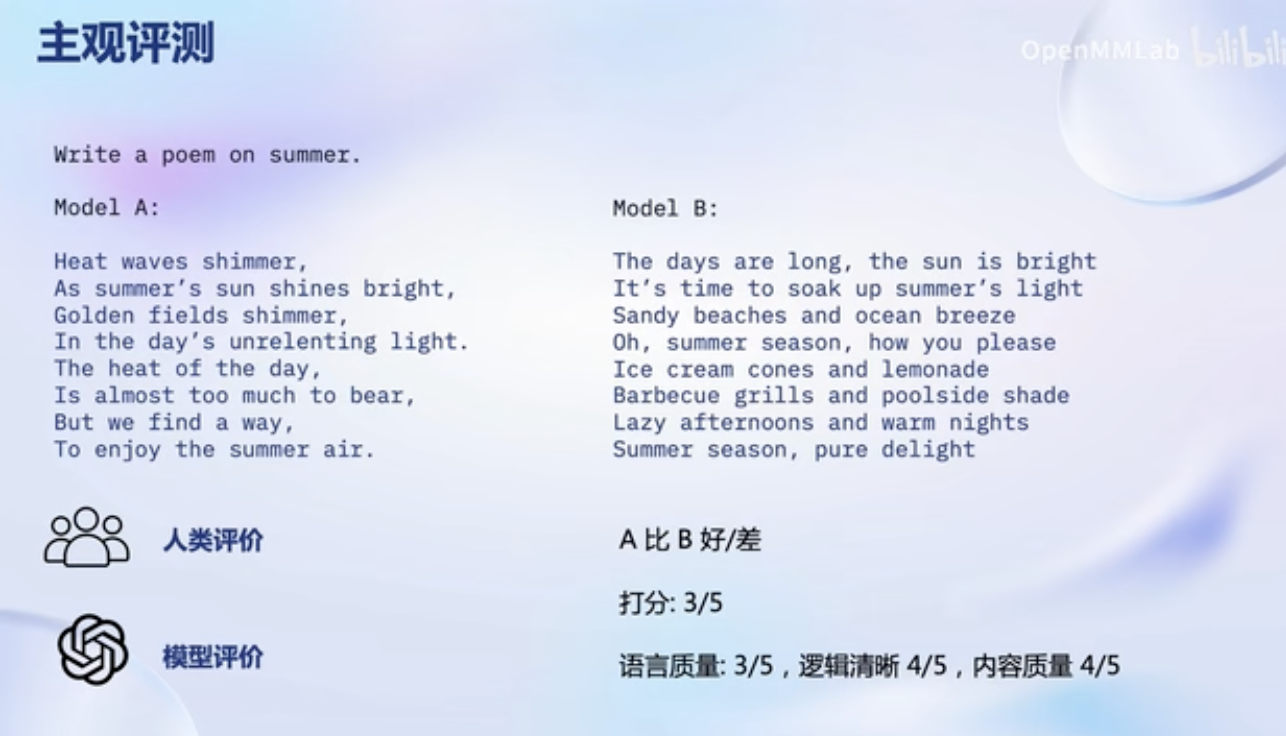 主观评测
OpenMMLab bilibili
Write a poem on summer.
Model A:
Heat waves shimmer,
As summer’s sun shines bright,
Golden fields shimmer,
In the day’s unrelenting light.
The heat of the day,
Is almost too much to bear,
But we find a way,
To enjoy the summer air.
Model B:
The days are long, the sun is bright
It’s time to soak up summer’s light
Sandy beaches and ocean breeze
Oh, summer season, how you please
Ice cream cones and lemonade
Barbecue grills and poolside shade
Lazy afternoons and warm nights
Summer season, pure delight
人类评价
模型评价
A 比 B 好/差
打分: 3/5
语言质量: 3/5，逻辑清晰 4/5，内容质量 4/5